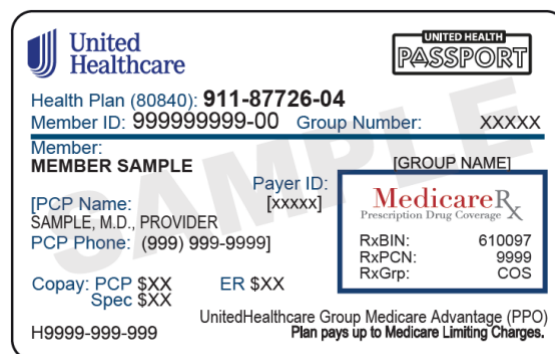 United
Healthcare
UNITED HEALTH
PASSPORT
Health Plan (80840): 911-87726-04
Member ID: 999999999-00 Group Number: XXXXX
Member:
MEMBER SAMPLE
[GROUP NAME]
Payer ID:
[xxxxx]
[PCP Name:
SAMPLE, M.D., PROVIDER
PCP Phone: (999) 999-9999]
MedicareRx
Prescription Drug Coverage
RxBIN: 610097
RxPCN: 9999
RxGrp: COS
Copay: PCP $XX ER $XX
Spec $XX
UnitedHealthcare Group Medicare Advantage (PPO)
H9999-999-999 Plan pays up to Medicare Limiting Charges.
SAMPLE